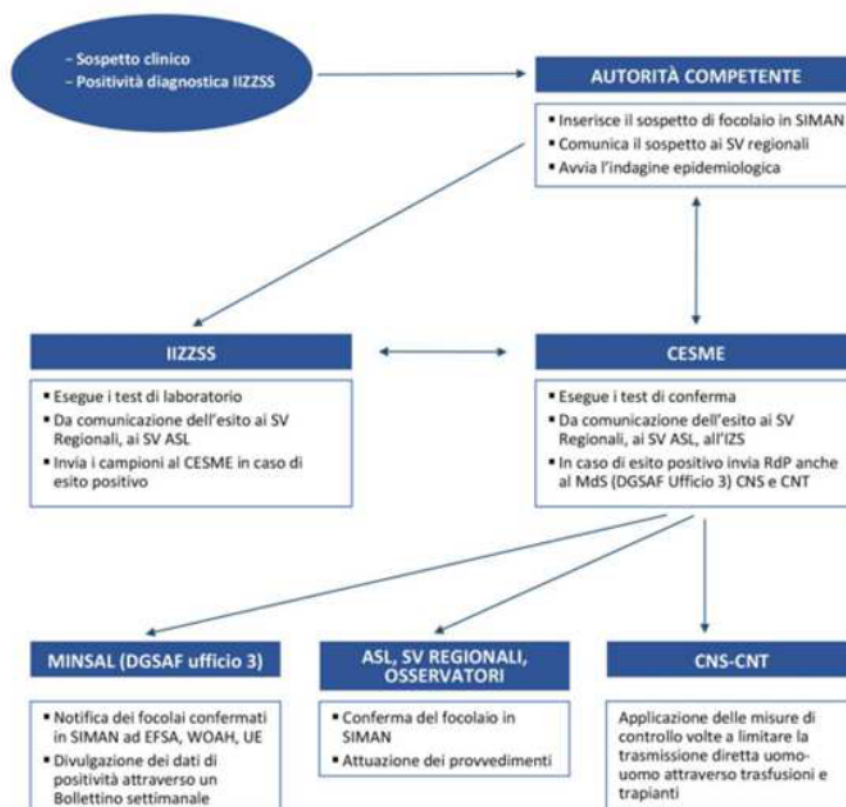 – Sospetto clinico
– Positività diagnostica IIZZSS
AUTORITÀ COMPETENTE
▪ Inserisce il sospetto di focolaio in SIMAN
▪ Comunica il sospetto ai SV regionali
▪ Avvia l'indagine epidemiologica
IIZZSS
▪ Esegue i test di laboratorio
▪ Da comunicazione dell'esito ai SV
Regionali, ai SV ASL
▪ Invia i campioni al CESME in caso di
esito positivo
CESME
▪ Esegue i test di conferma
▪ Da comunicazione dell'esito ai SV
Regionali, ai SV ASL, all'IZS
▪ In caso di esito positivo invia RdP anche
al MdS (DGSAF Ufficio 3) CNS e CNT
MINSAL (DGSAF ufficio 3)
▪ Notifica dei focolai confermati
in SIMAN ad EFSA, WOAH, UE
▪ Divulgazione dei dati di
positività attraverso un
Bollettino settimanale
ASL, SV REGIONALI,
OSSERVATORI
▪ Conferma del focolaio in
SIMAN
▪ Attuazione dei provvedimenti
CNS-CNT
Applicazione delle misure di
controllo volte a limitare la
trasmissione diretta uomo-
uomo attraverso trasfusioni e
trapianti